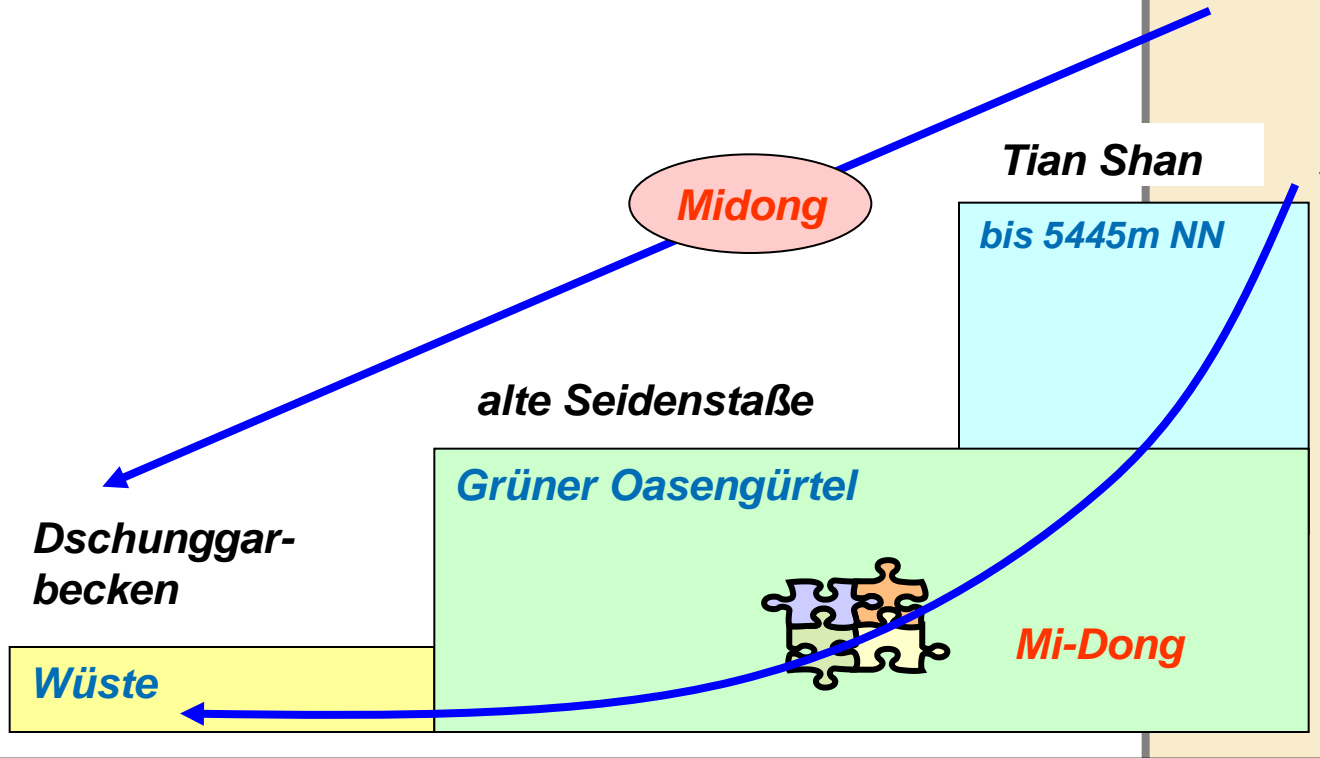 Tian Shan
Midong
bis 5445m NN
alte Seidenstaße
Grüner Oasengürtel
Dschunggar-
becken
Mi-Dong
Wüste